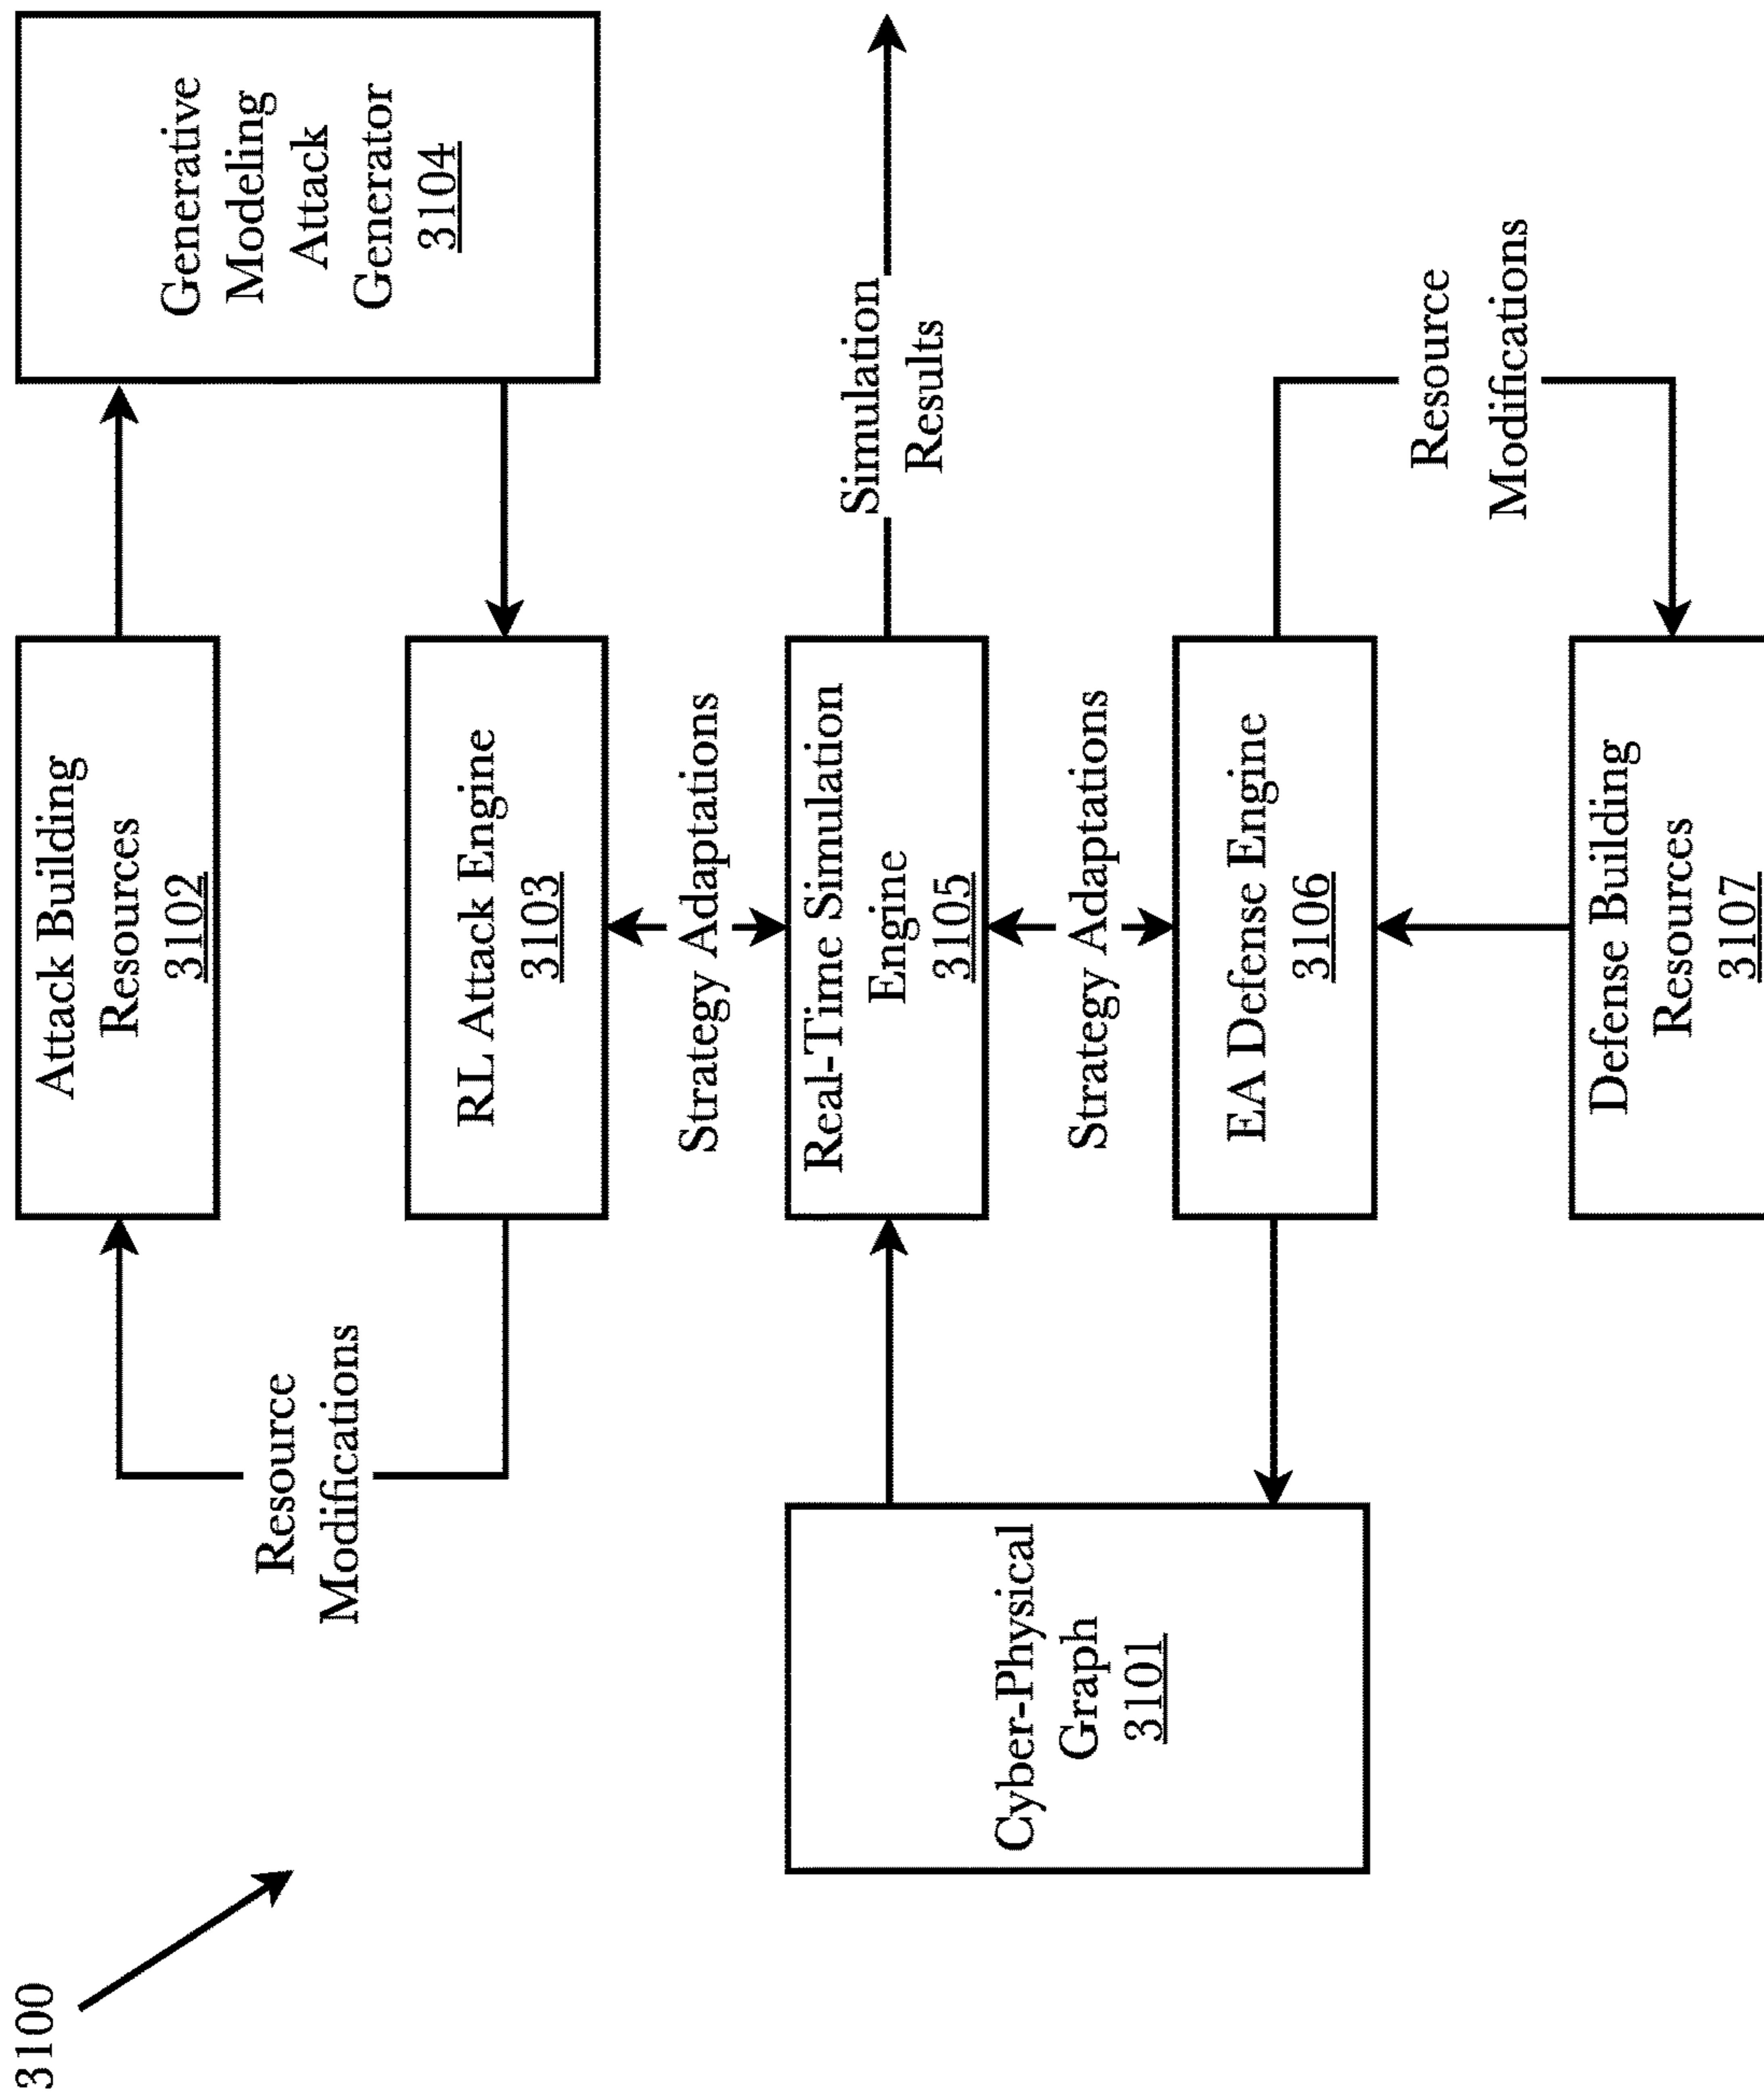 3100
Attack Building
Resources
3102
Generative
Modeling
Attack
Generator
3104
Resource
Modifications
RL Attack Engine
3103
Strategy Adaptations
Cyber-Physical
Graph
3101
Real-Time Simulation
Engine
3105
Simulation
Results
Strategy Adaptations
EA Defense Engine
3106
Resource
Modifications
Defense Building
Resources
3107